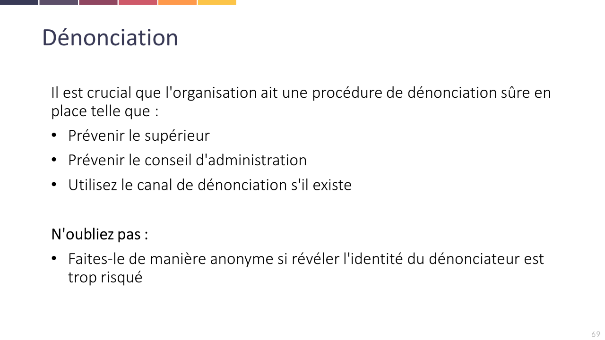 Dénonciation
Il est crucial que l'organisation ait une procédure de dénonciation sûre en
place telle que :
• Prévenir le supérieur
• Prévenir le conseil d'administration
• Utilisez le canal de dénonciation s'il existe
N'oubliez pas :
• Faites-le de manière anonyme si révéler l'identité du dénonciateur est
trop risqué
69